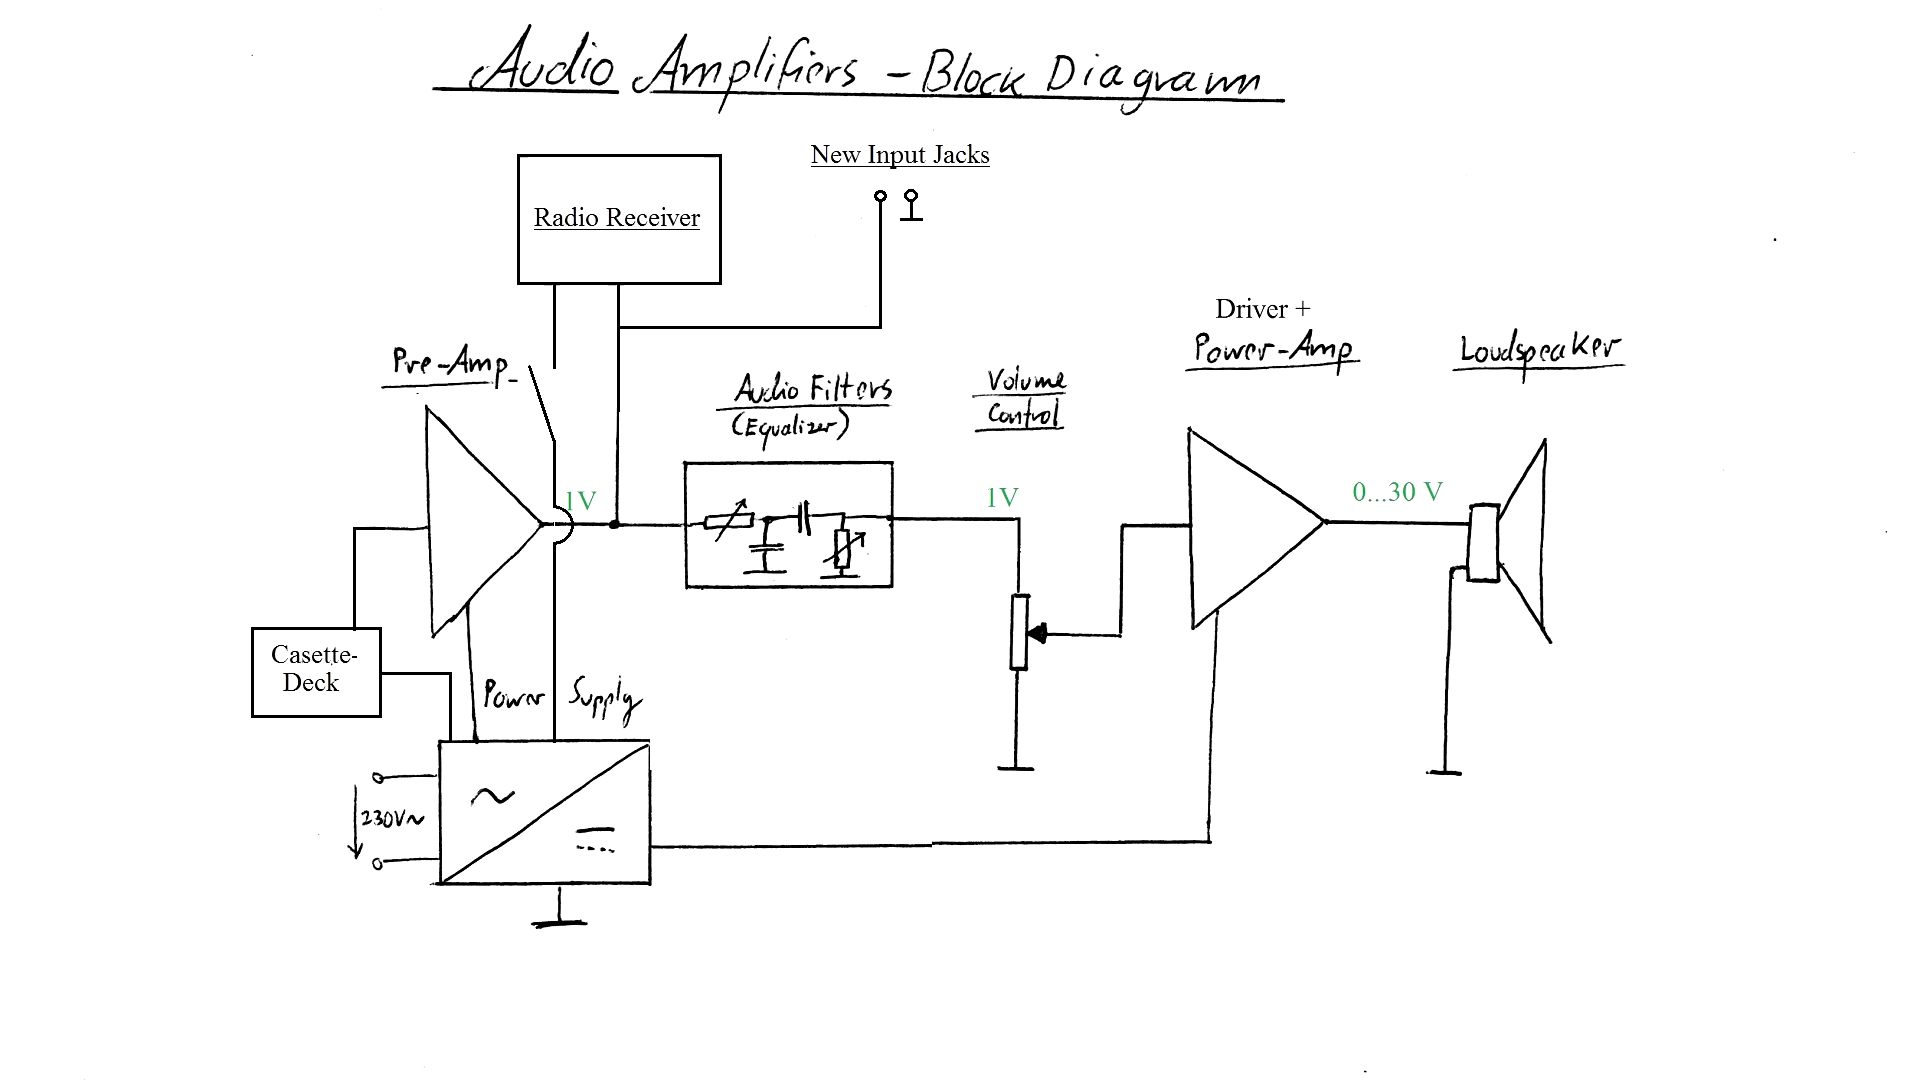 Audio Amplifiers - Block Diagram
New Input Jacks
Radio Receiver
Driver +
Power-Amp
Loudspeaker
Pre-Amp
Audio Filters
(Equalizer)
Volume
Control
1V
1V
0...30 V
Casette-
Deck
Power Supply
230V~